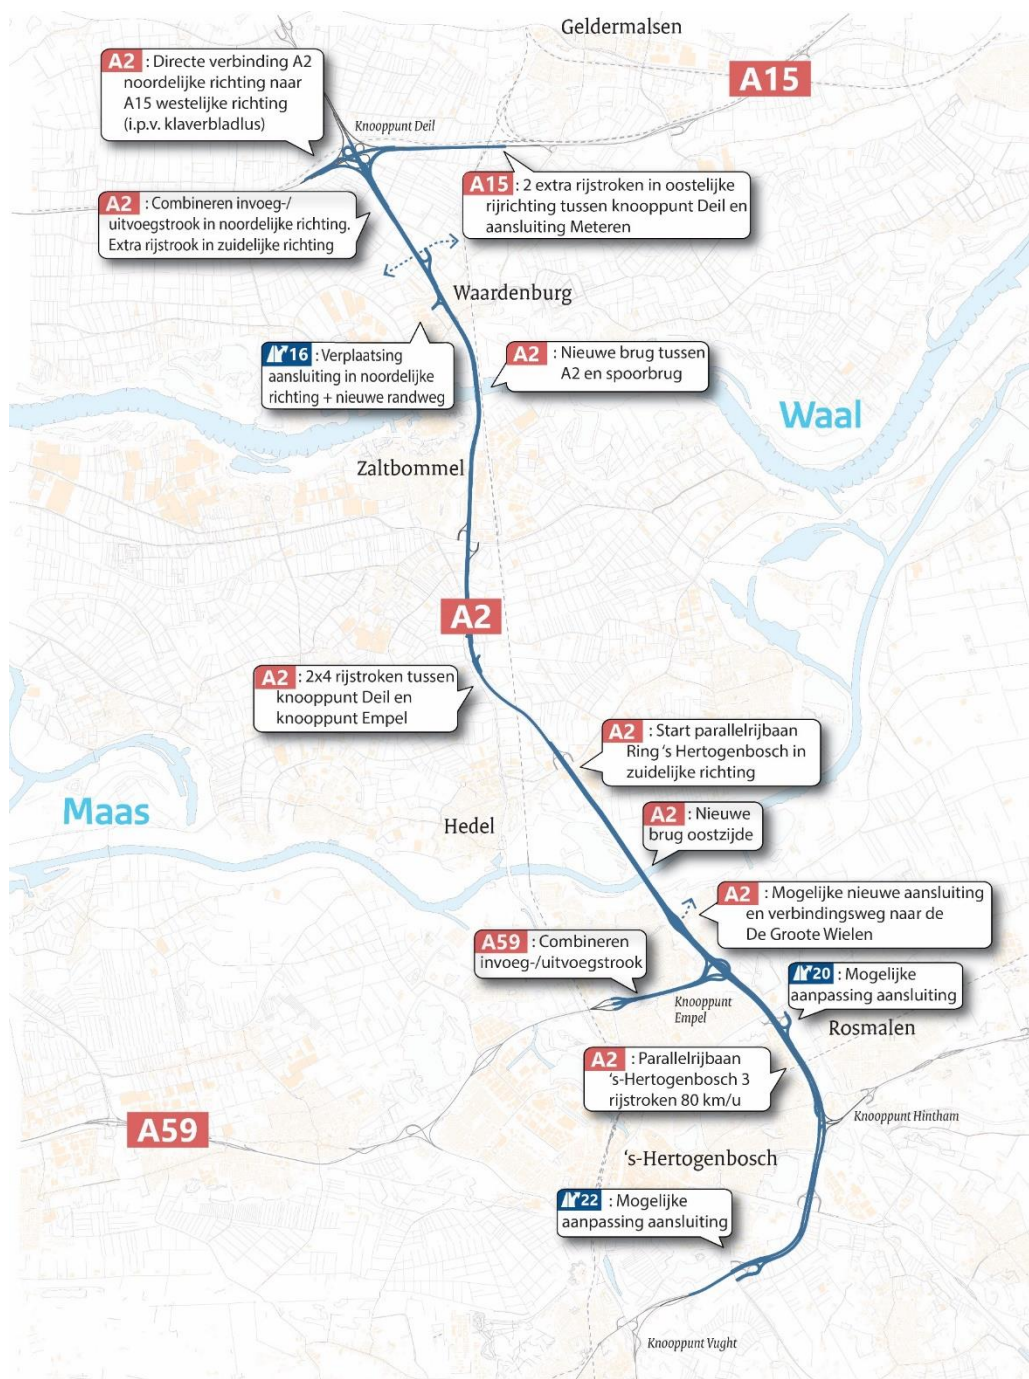 Geldermalsen
A2 : Directe verbinding A2
noordelijke richting naar
A15 westelijke richting
(i.p.v. klaverbladlus)
A15
Knooppunt Deil
A15 : 2 extra rijstroken in oostelijke
rijrichting tussen knooppunt Deil en
aansluiting Meteren
A2 : Combineren invoeg-/
uitvoegstrook in noordelijke richting.
Extra rijstrook in zuidelijke richting
Waardenburg
16 : Verplaatsing
aansluiting in noordelijke
richting + nieuwe randweg
A2 : Nieuwe brug tussen
A2 en spoorbrug
Waal
Zaltbommel
A2
A2 : 2x4 rijstroken tussen
knooppunt Deil en
knooppunt Empel
A2 : Start parallelrijbaan
Ring ‘s Hertogenbosch in
zuidelijke richting
Maas
Hedel
A2 : Nieuwe
brug oostzijde
A2 : Mogelijke nieuwe aansluiting
en verbindingsweg naar de
De Groote Wielen
A59 : Combineren
invoeg-/uitvoegstrook
20 : Mogelijke
aanpassing aansluiting
Knooppunt
Empel
Rosmalen
A2 : Parallelrijbaan
‘s-Hertogenbosch 3
rijstroken 80 km/u
Knooppunt Hintham
A59
‘s-Hertogenbosch
22 : Mogelijke
aanpassing aansluiting
Knooppunt Vught